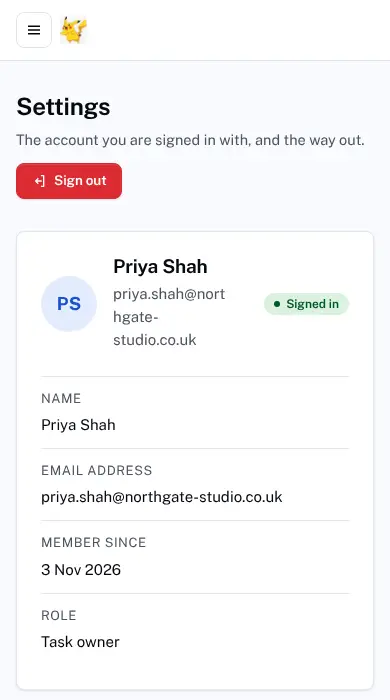 Settings
The account you are signed in with, and the way out.
Sign out
PS
Priya Shah
priya.shah@nort
hgate-
studio.co.uk
Signed in
NAME
Priya Shah
EMAIL ADDRESS
priya.shah@northgate-studio.co.uk
MEMBER SINCE
3 Nov 2026
ROLE
Task owner